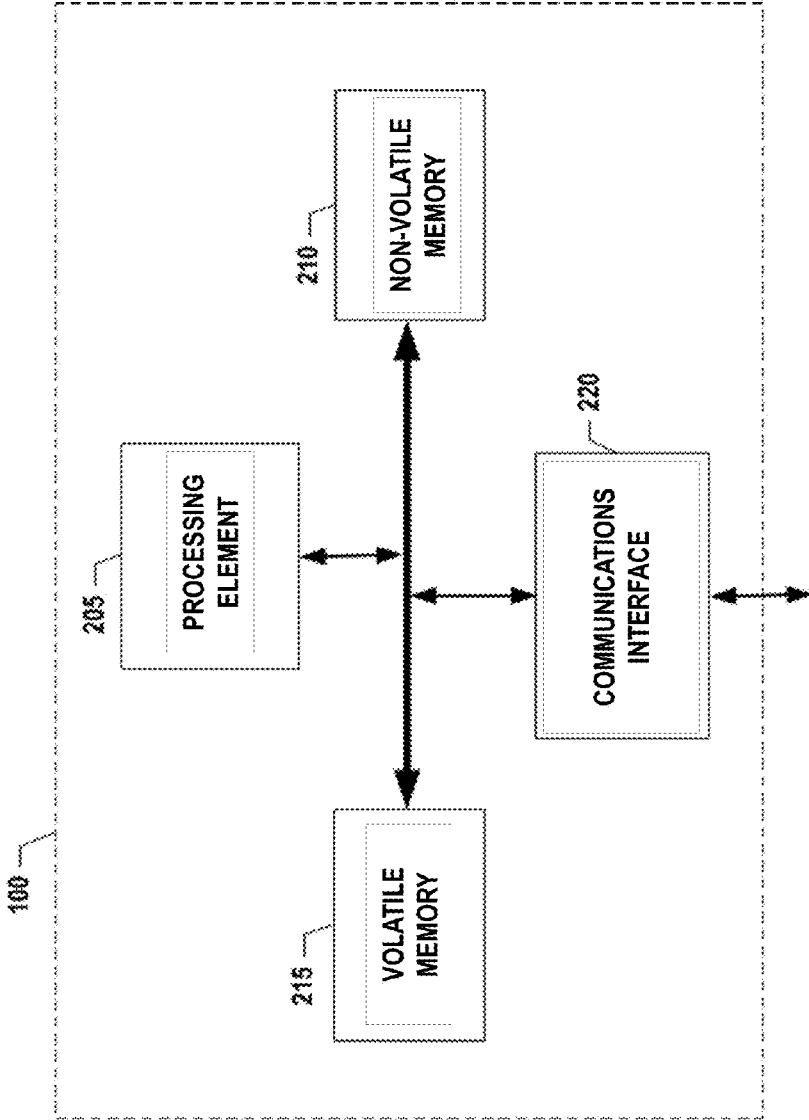 100
205
PROCESSING
ELEMENT
215
VOLATILE
MEMORY
210
NON-VOLATILE
MEMORY
220
COMMUNICATIONS
INTERFACE